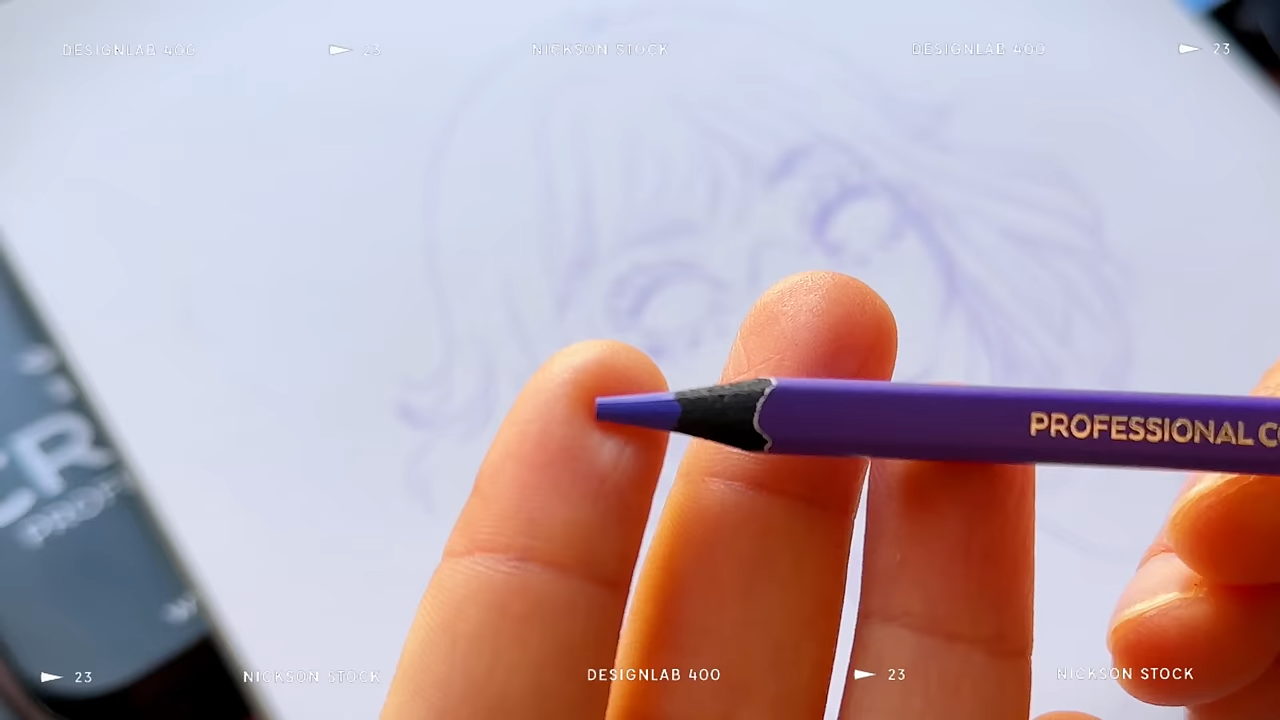 DESIGNLAB 400 23 NICKSON STOCK DESIGNLAB 400 23
PROFESSIONAL
23 NICKSON STOCK DESIGNLAB 400 23 NICKSON STOCK